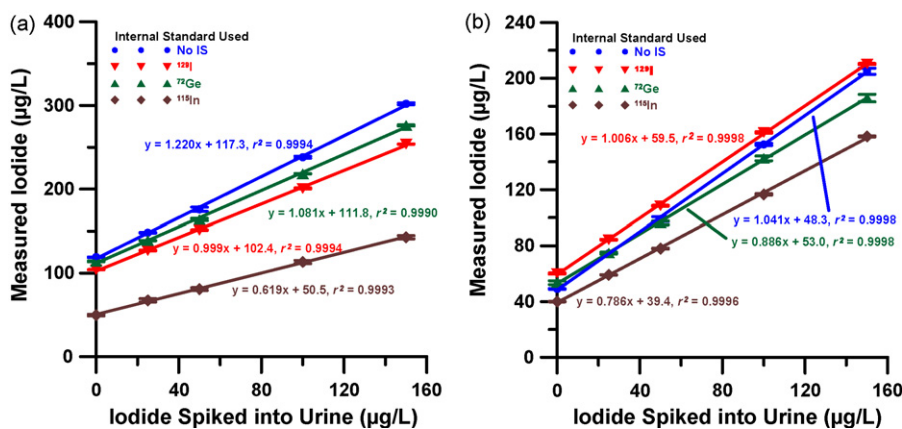 (a)
Measured Iodide (µg/L)
400
300
200
100
0
Internal Standard Used
No IS
¹²⁹I
⁷²Ge
¹¹⁵In
y = 1.220x + 117.3, r² = 0.9994
y = 1.081x + 111.8, r² = 0.9990
y = 0.999x + 102.4, r² = 0.9994
y = 0.619x + 50.5, r² = 0.9993
0 40 80 120 160
Iodide Spiked into Urine (µg/L)
(b)
Measured Iodide (µg/L)
240
200
160
120
80
40
0
Internal Standard Used
No IS
¹²⁹I
⁷²Ge
¹¹⁵In
y = 1.006x + 59.5, r² = 0.9998
y = 1.041x + 48.3, r² = 0.9998
y = 0.886x + 53.0, r² = 0.9998
y = 0.786x + 39.4, r² = 0.9996
0 40 80 120 160
Iodide Spiked into Urine (µg/L)